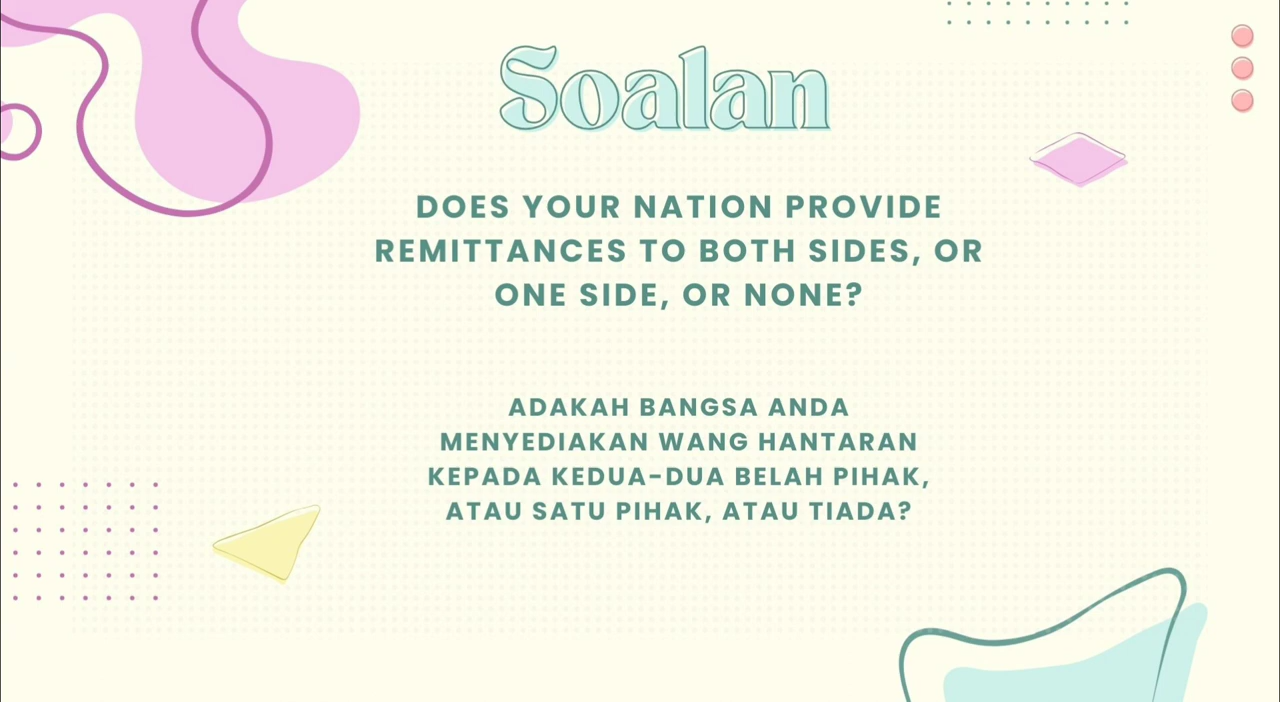 Soalan
DOES YOUR NATION PROVIDE
REMITTANCES TO BOTH SIDES, OR
ONE SIDE, OR NONE?
ADAKAH BANGSA ANDA
MENYEDIAKAN WANG HANTARAN
KEPADA KEDUA-DUA BELAH PIHAK,
ATAU SATU PIHAK, ATAU TIADA?